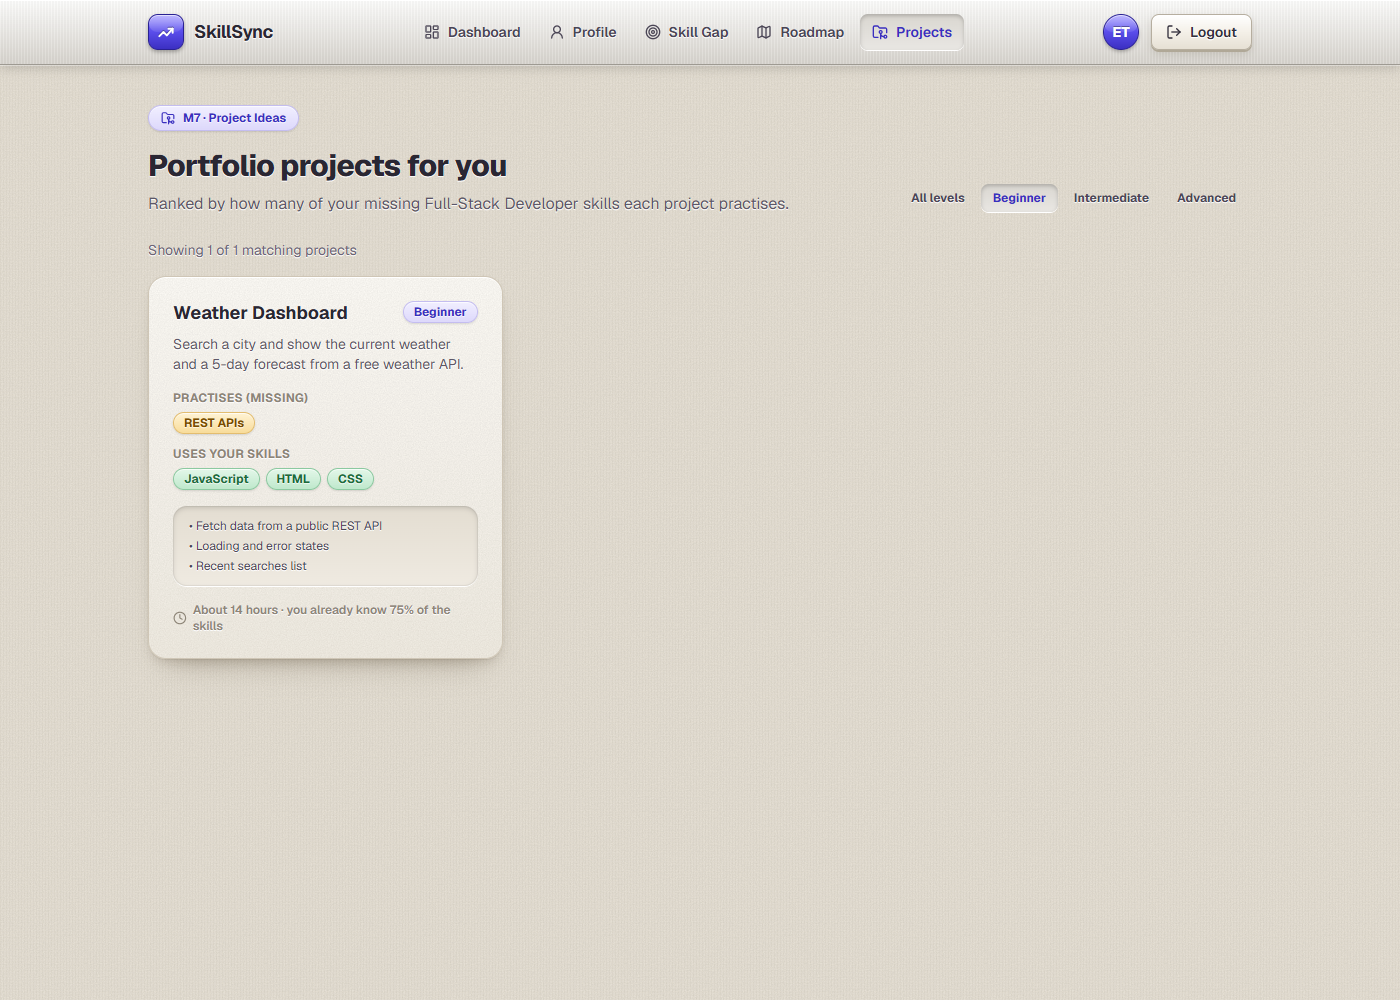 SkillSync
Dashboard
Profile
Skill Gap
Roadmap
Projects
ET
Logout
M7 · Project Ideas
Portfolio projects for you
Ranked by how many of your missing Full-Stack Developer skills each project practises.
All levels
Beginner
Intermediate
Advanced
Showing 1 of 1 matching projects
Weather Dashboard
Beginner
Search a city and show the current weather
and a 5-day forecast from a free weather API.
PRACTISES (MISSING)
REST APIs
USES YOUR SKILLS
JavaScript
HTML
CSS
• Fetch data from a public REST API
• Loading and error states
• Recent searches list
About 14 hours · you already know 75% of the
skills